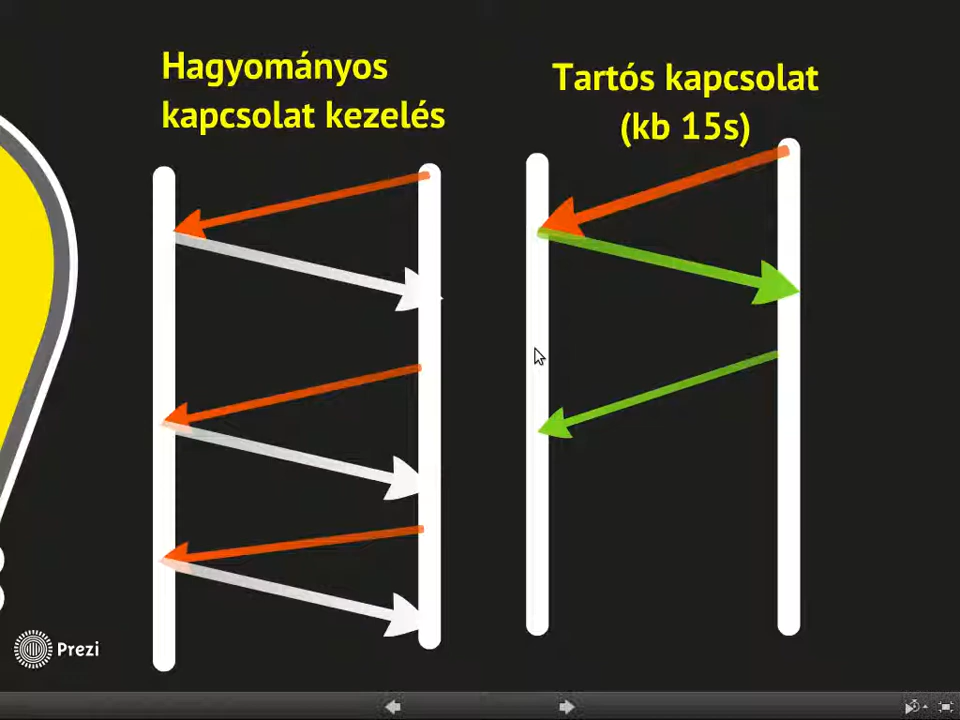 Hagyományos
kapcsolat kezelés
Tartós kapcsolat
(kb 15s)
Prezi